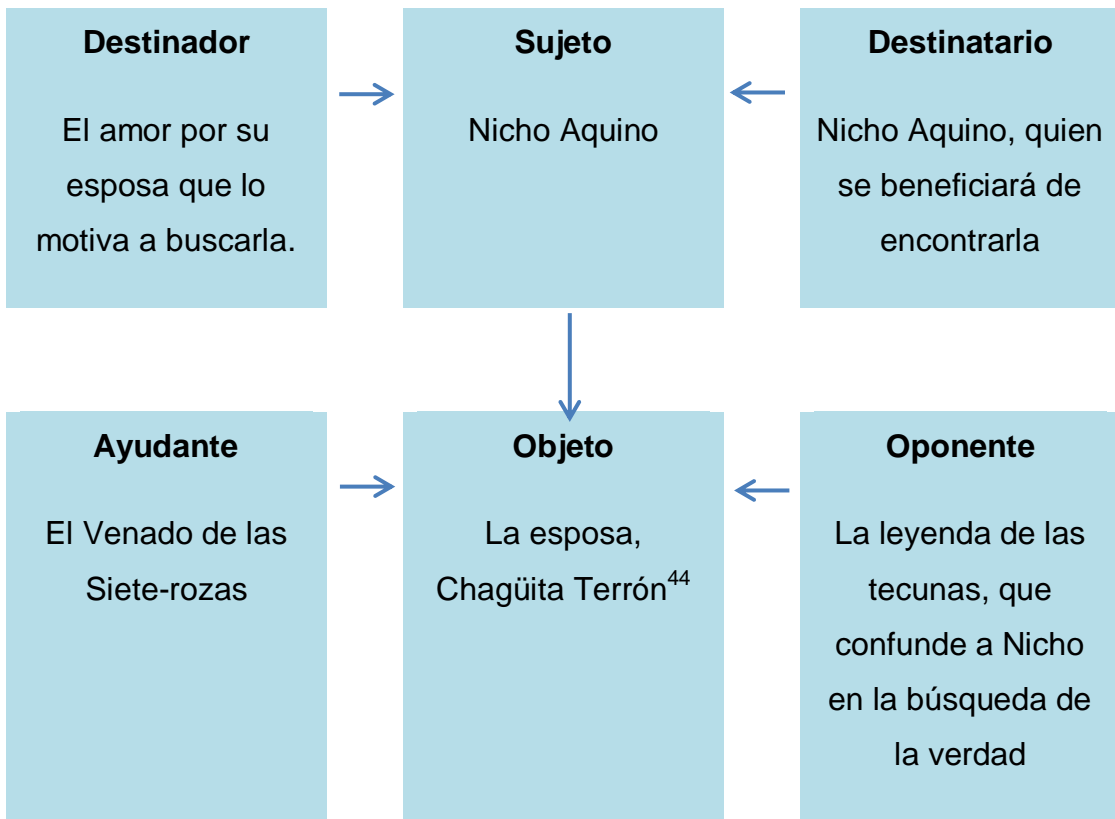 Destinador
El amor por su
esposa que lo
motiva a buscarla.
Sujeto
Nicho Aquino
Destinatario
Nicho Aquino, quien
se beneficiará de
encontrarla
Ayudante
El Venado de las
Siete-rozas
Objeto
La esposa,
Chagüita Terrón44
Oponente
La leyenda de las
tecunas, que
confunde a Nicho
en la búsqueda de
la verdad